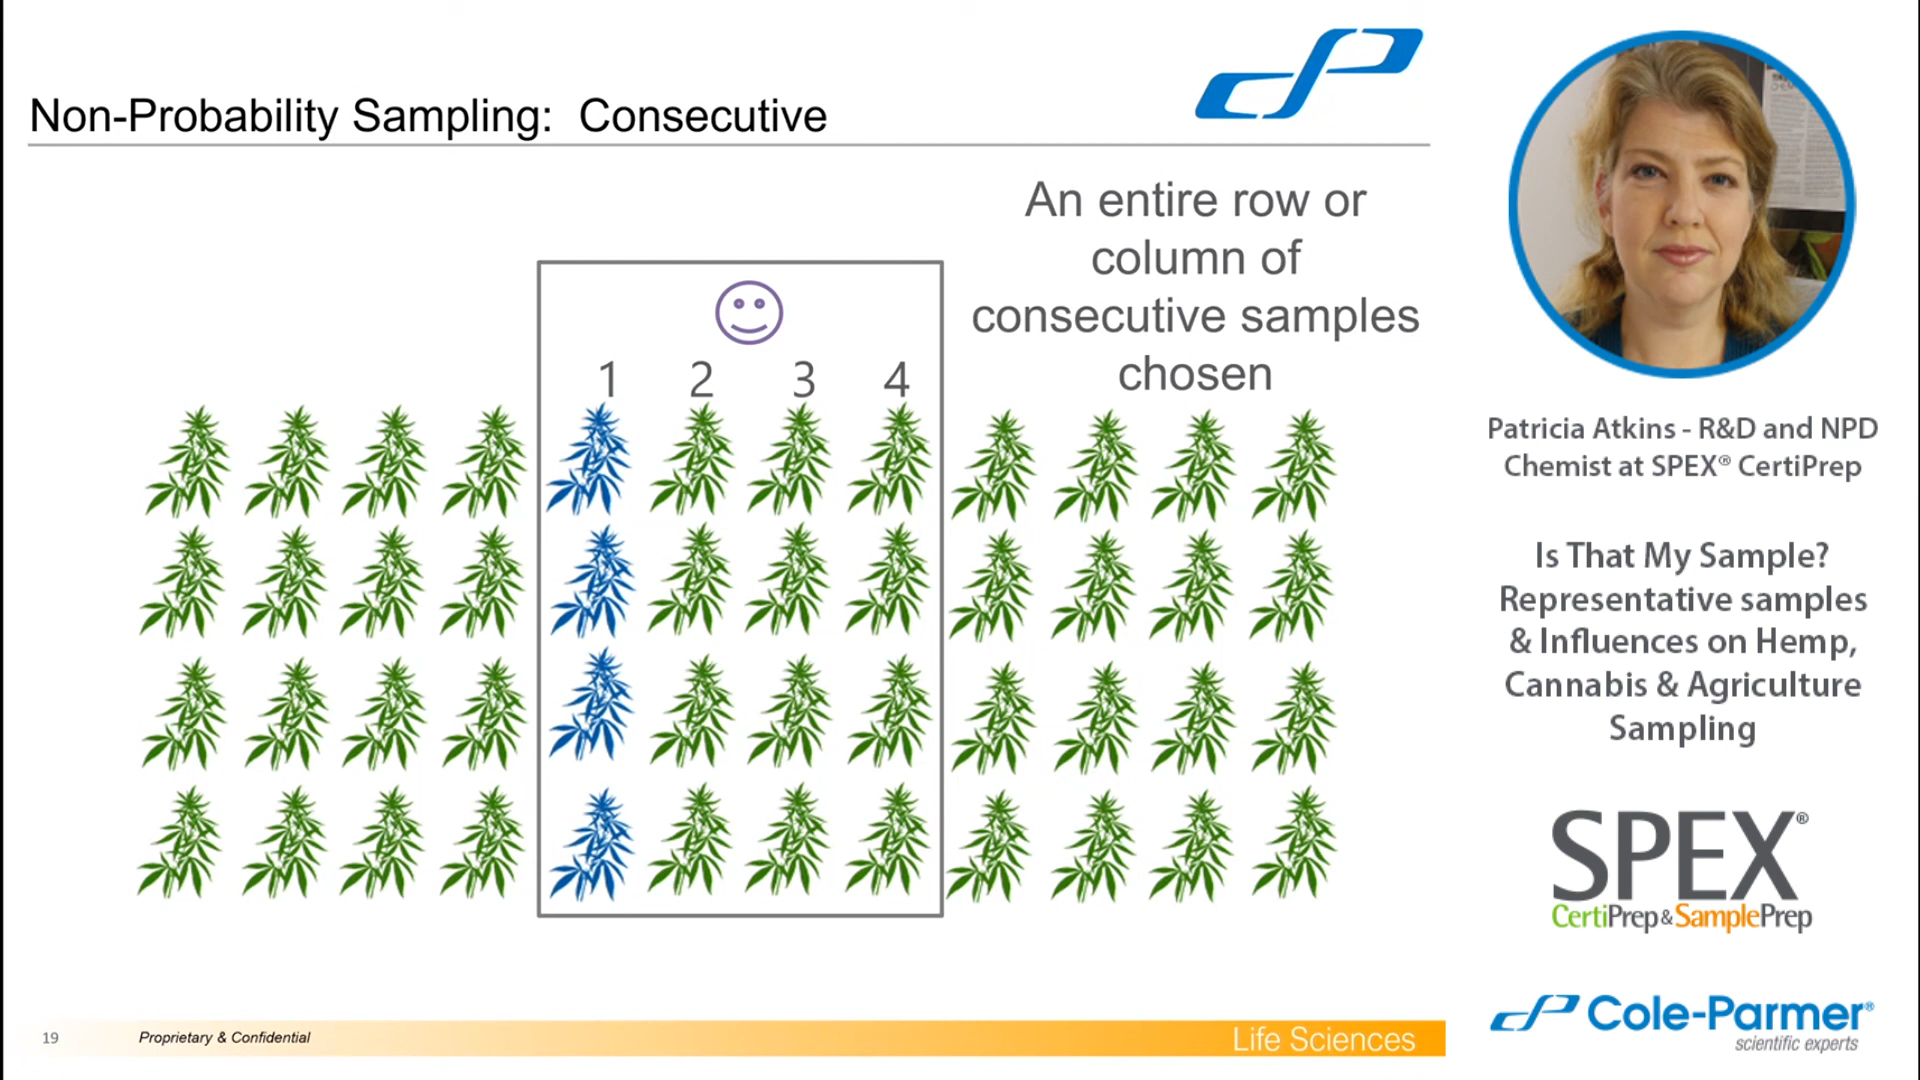 Non-Probability Sampling: Consecutive
An entire row or
column of
consecutive samples
chosen
1 2 3 4
Patricia Atkins - R&D and NPD
Chemist at SPEX® CertiPrep
Is That My Sample?
Representative samples
& Influences on Hemp,
Cannabis & Agriculture
Sampling
SPEX®
CertiPrep & SamplePrep
Cole-Parmer®
scientific experts
19
Proprietary & Confidential
Life Sciences